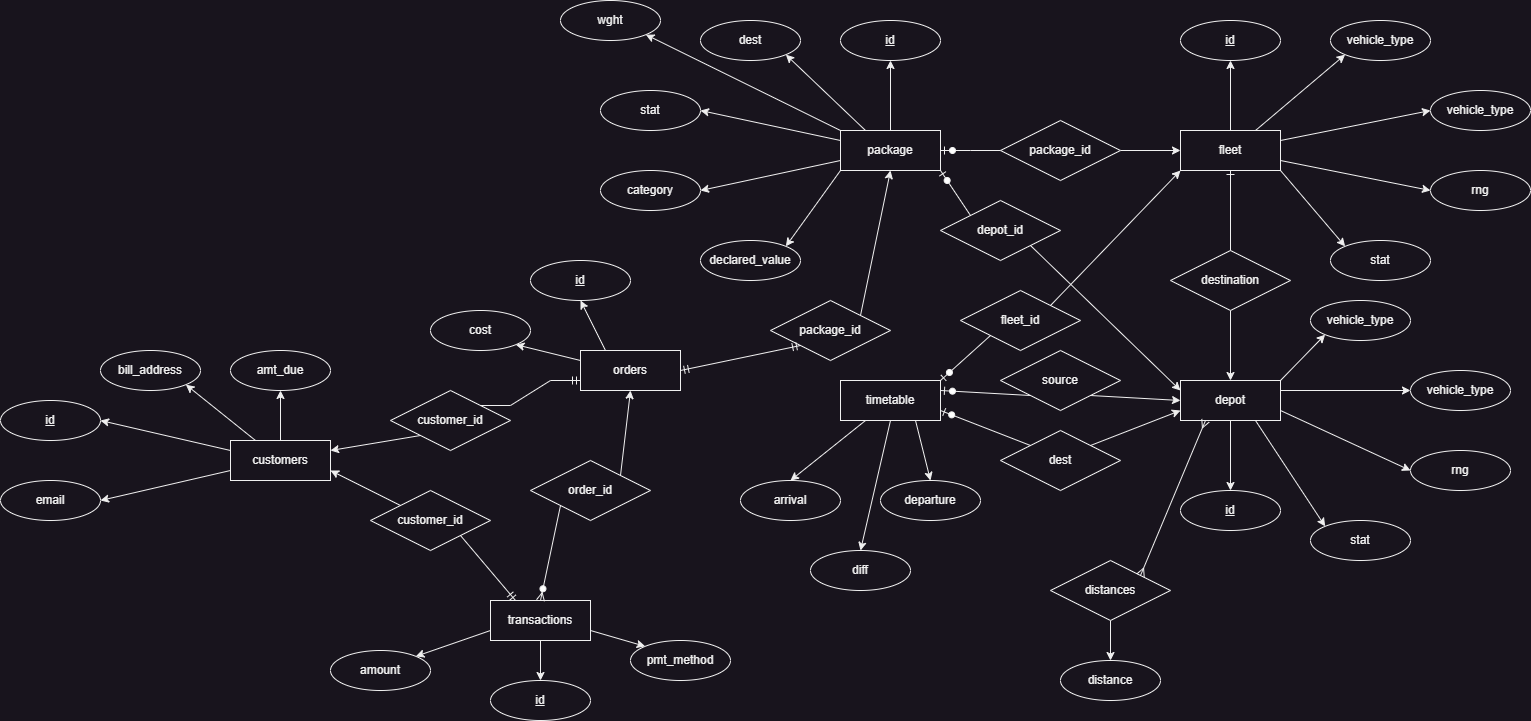 wght
dest
id
id
vehicle_type
stat
vehicle_type
package
package_id
fleet
category
rng
depot_id
declared_value
stat
id
destination
cost
package_id
fleet_id
vehicle_type
bill_address
amt_due
orders
source
vehicle_type
timetable
depot
id
customer_id
customers
dest
rng
email
order_id
arrival
departure
id
customer_id
stat
diff
distances
transactions
amount
pmt_method
distance
id